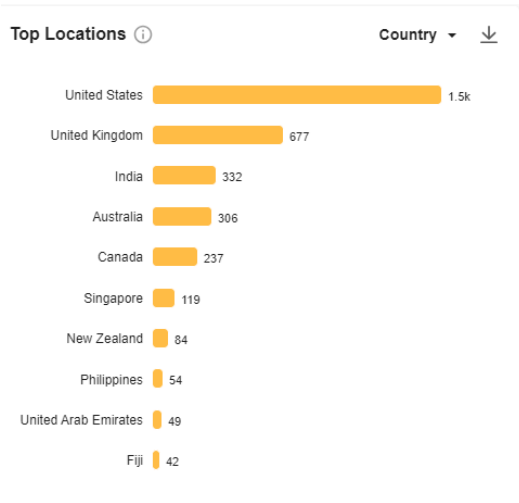 Top Locations
Country
United States 1.5k
United Kingdom 677
India 332
Australia 306
Canada 237
Singapore 119
New Zealand 84
Philippines 54
United Arab Emirates 49
Fiji 42